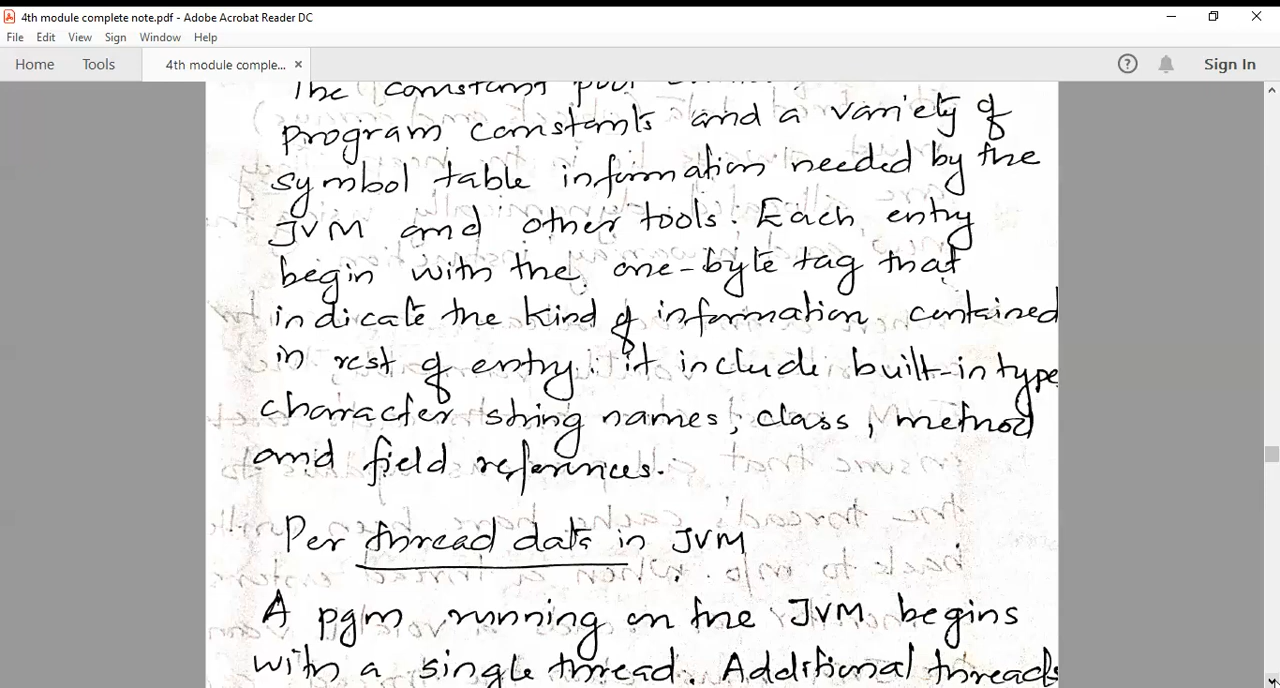 4th module complete note.pdf - Adobe Acrobat Reader DC
File Edit View Sign Window Help
Home Tools 4th module comple... × ? Sign In
The constant pool
program constants and a variety of
symbol table information needed by the
JVM and other tools. Each entry
begin with the one-byte tag that
indicate the kind of information contained
in rest of entry. it include built-in type
character string names, class, method
and field references.
Per thread data in JVM
A pgm running on the JVM begins
with a single thread. Additional threads